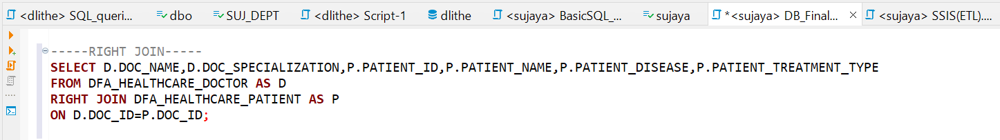 <dlithe> SQL_queri... dbo SUJ_DEPT <dlithe> Script-1 dlithe <sujaya> BasicSQL_... sujaya *<sujaya> DB_Final... <sujaya> SSIS(ETL)....
-----RIGHT JOIN-----
SELECT D.DOC_NAME,D.DOC_SPECIALIZATION,P.PATIENT_ID,P.PATIENT_NAME,P.PATIENT_DISEASE,P.PATIENT_TREATMENT_TYPE
FROM DFA_HEALTHCARE_DOCTOR AS D
RIGHT JOIN DFA_HEALTHCARE_PATIENT AS P
ON D.DOC_ID=P.DOC_ID;